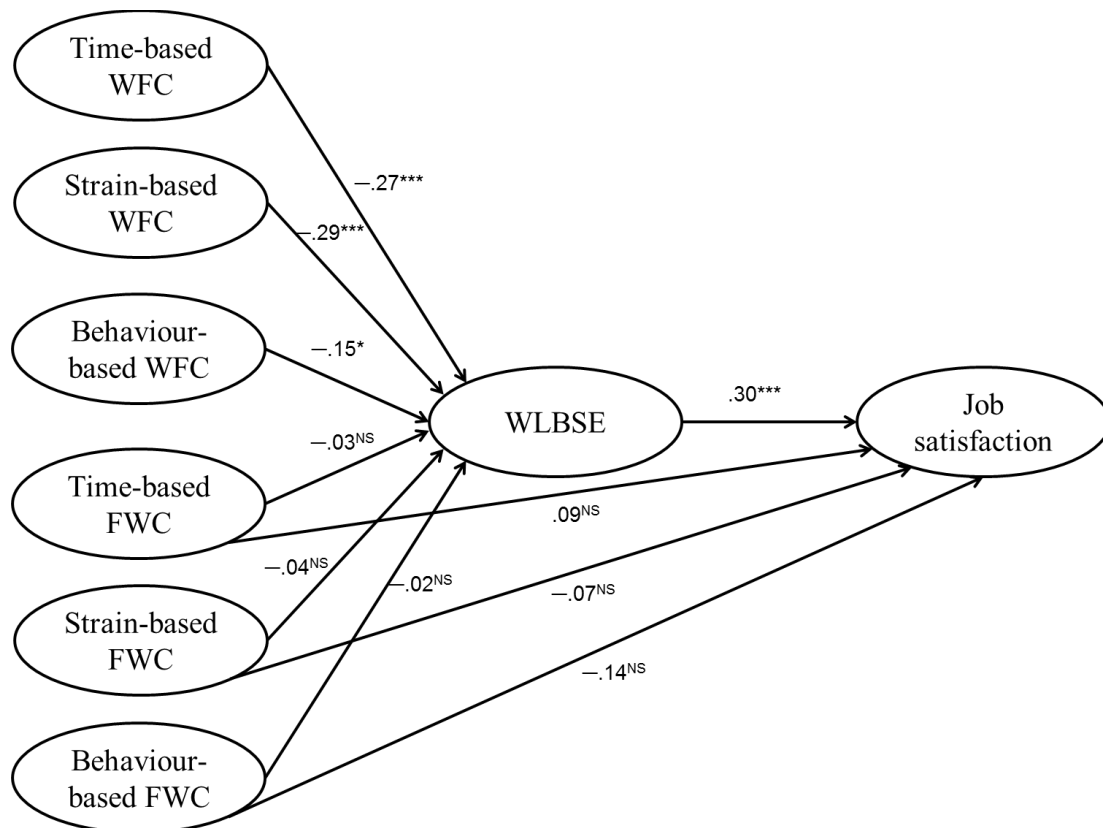 Time-based
WFC
Strain-based
WFC
Behaviour-
based WFC
Time-based
FWC
Strain-based
FWC
Behaviour-
based FWC
—.27***
—.29***
—.15*
—.03NS
—.04NS
—.02NS
WLBSE
.30***
.09NS
—.07NS
—.14NS
Job
satisfaction